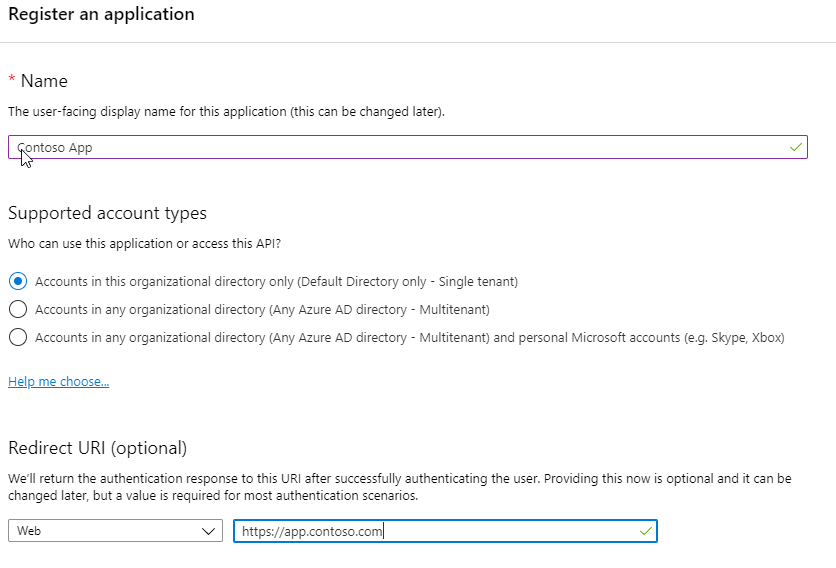 Register an application
* Name
The user-facing display name for this application (this can be changed later).
Contoso App
Supported account types
Who can use this application or access this API?
Accounts in this organizational directory only (Default Directory only - Single tenant)
Accounts in any organizational directory (Any Azure AD directory - Multitenant)
Accounts in any organizational directory (Any Azure AD directory - Multitenant) and personal Microsoft accounts (e.g. Skype, Xbox)
Help me choose...
Redirect URI (optional)
We'll return the authentication response to this URI after successfully authenticating the user. Providing this now is optional and it can be
changed later, but a value is required for most authentication scenarios.
Web
https://app.contoso.com